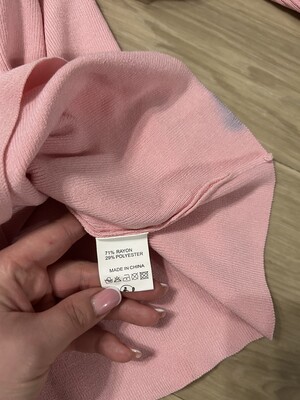 71% RAYON
29% POLYESTER
MADE IN CHINA